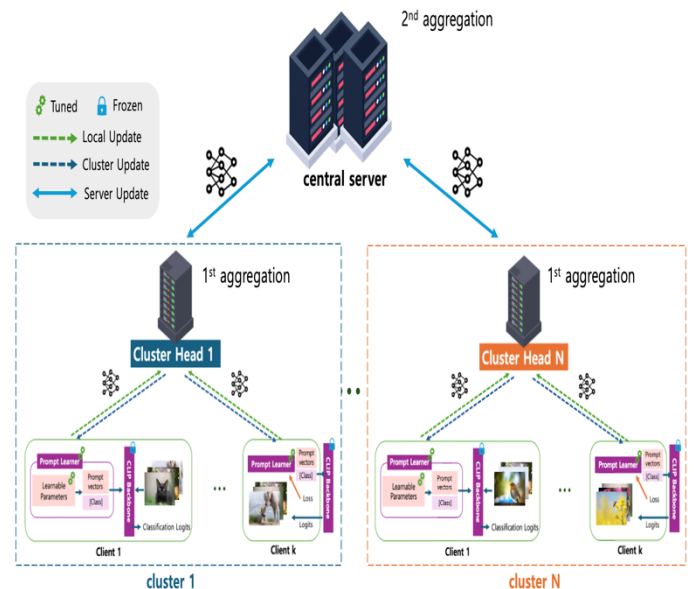 2nd aggregation
Tuned Frozen
Local Update
Cluster Update
Server Update
central server
1st aggregation
1st aggregation
Cluster Head 1
Cluster Head N
Prompt Learner
Learnable
Parameters
Prompt
vectors
[Class]
CLIP Backbone
Classification Logits
Client 1
Prompt Learner
Prompt
vectors
[Class]
Loss
Logits
CLIP Backbone
Client k
cluster 1
Prompt Learner
Learnable
Parameters
Prompt
vectors
[Class]
CLIP Backbone
Classification Logits
Client 1
Prompt Learner
Prompt
vectors
[Class]
Loss
Logits
CLIP Backbone
Client k
cluster N